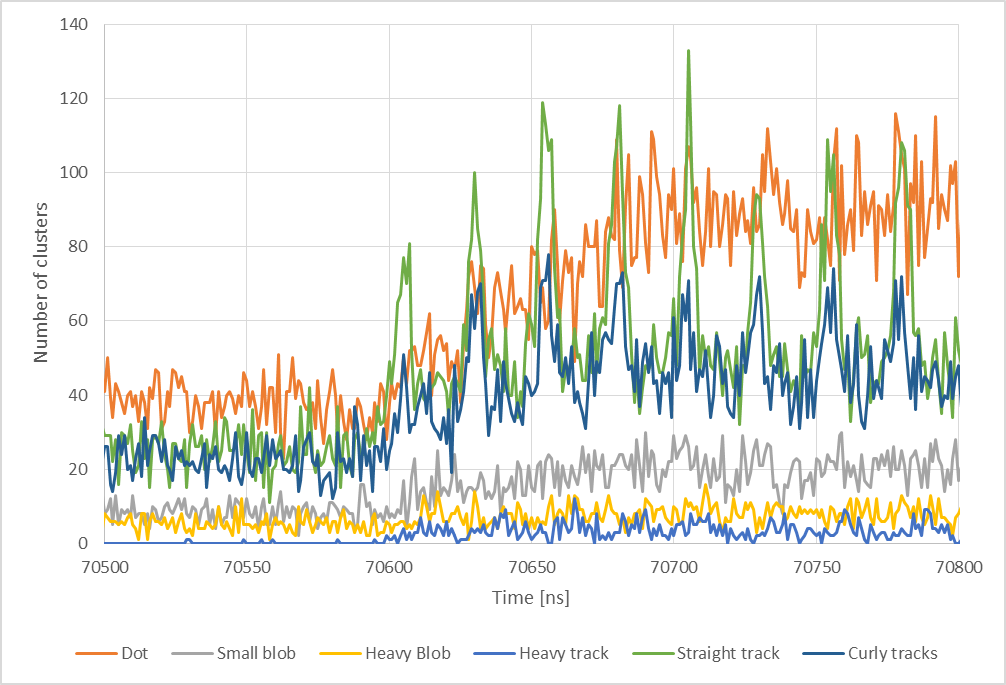 140
120
100
80
60
40
20
0
Number of clusters
70500 70550 70600 70650 70700 70750 70800
Time [ns]
Dot Small blob Heavy Blob Heavy track Straight track Curly tracks